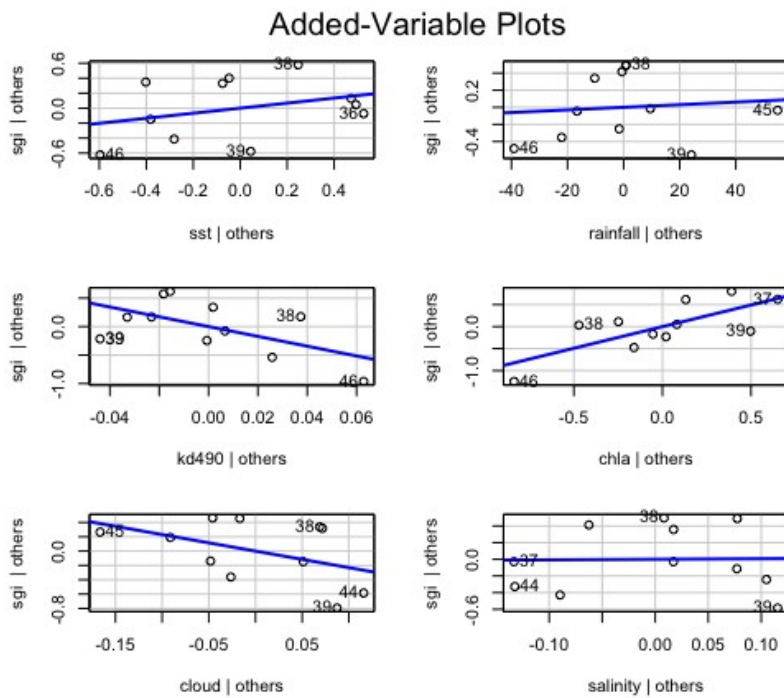 Added-Variable Plots
sgi | others
-0.6 0.0 0.6
38
36
46
39
-0.6 -0.4 -0.2 0.0 0.2 0.4
sst | others
sgi | others
-0.4 0.2
38
45
46
39
-40 -20 0 20 40
rainfall | others
sgi | others
-1.0 0.0
38
39
46
-0.04 0.00 0.02 0.04 0.06
kd490 | others
sgi | others
-1.0 0.0
37
38
39
46
-0.5 0.0 0.5
chla | others
sgi | others
-0.8 0.0
45
38
44
39
-0.15 -0.05 0.05
cloud | others
sgi | others
-0.6 0.0
38
37
44
39
-0.10 0.00 0.05 0.10
salinity | others